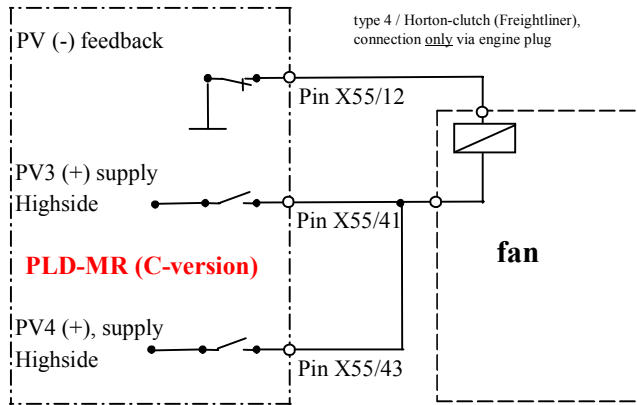 type 4 / Horton-clutch (Freightliner),
connection only via engine plug
PV (-) feedback
Pin X55/12
PV3 (+) supply
Highside
Pin X55/41
fan
PLD-MR (C-version)
PV4 (+), supply
Highside
Pin X55/43